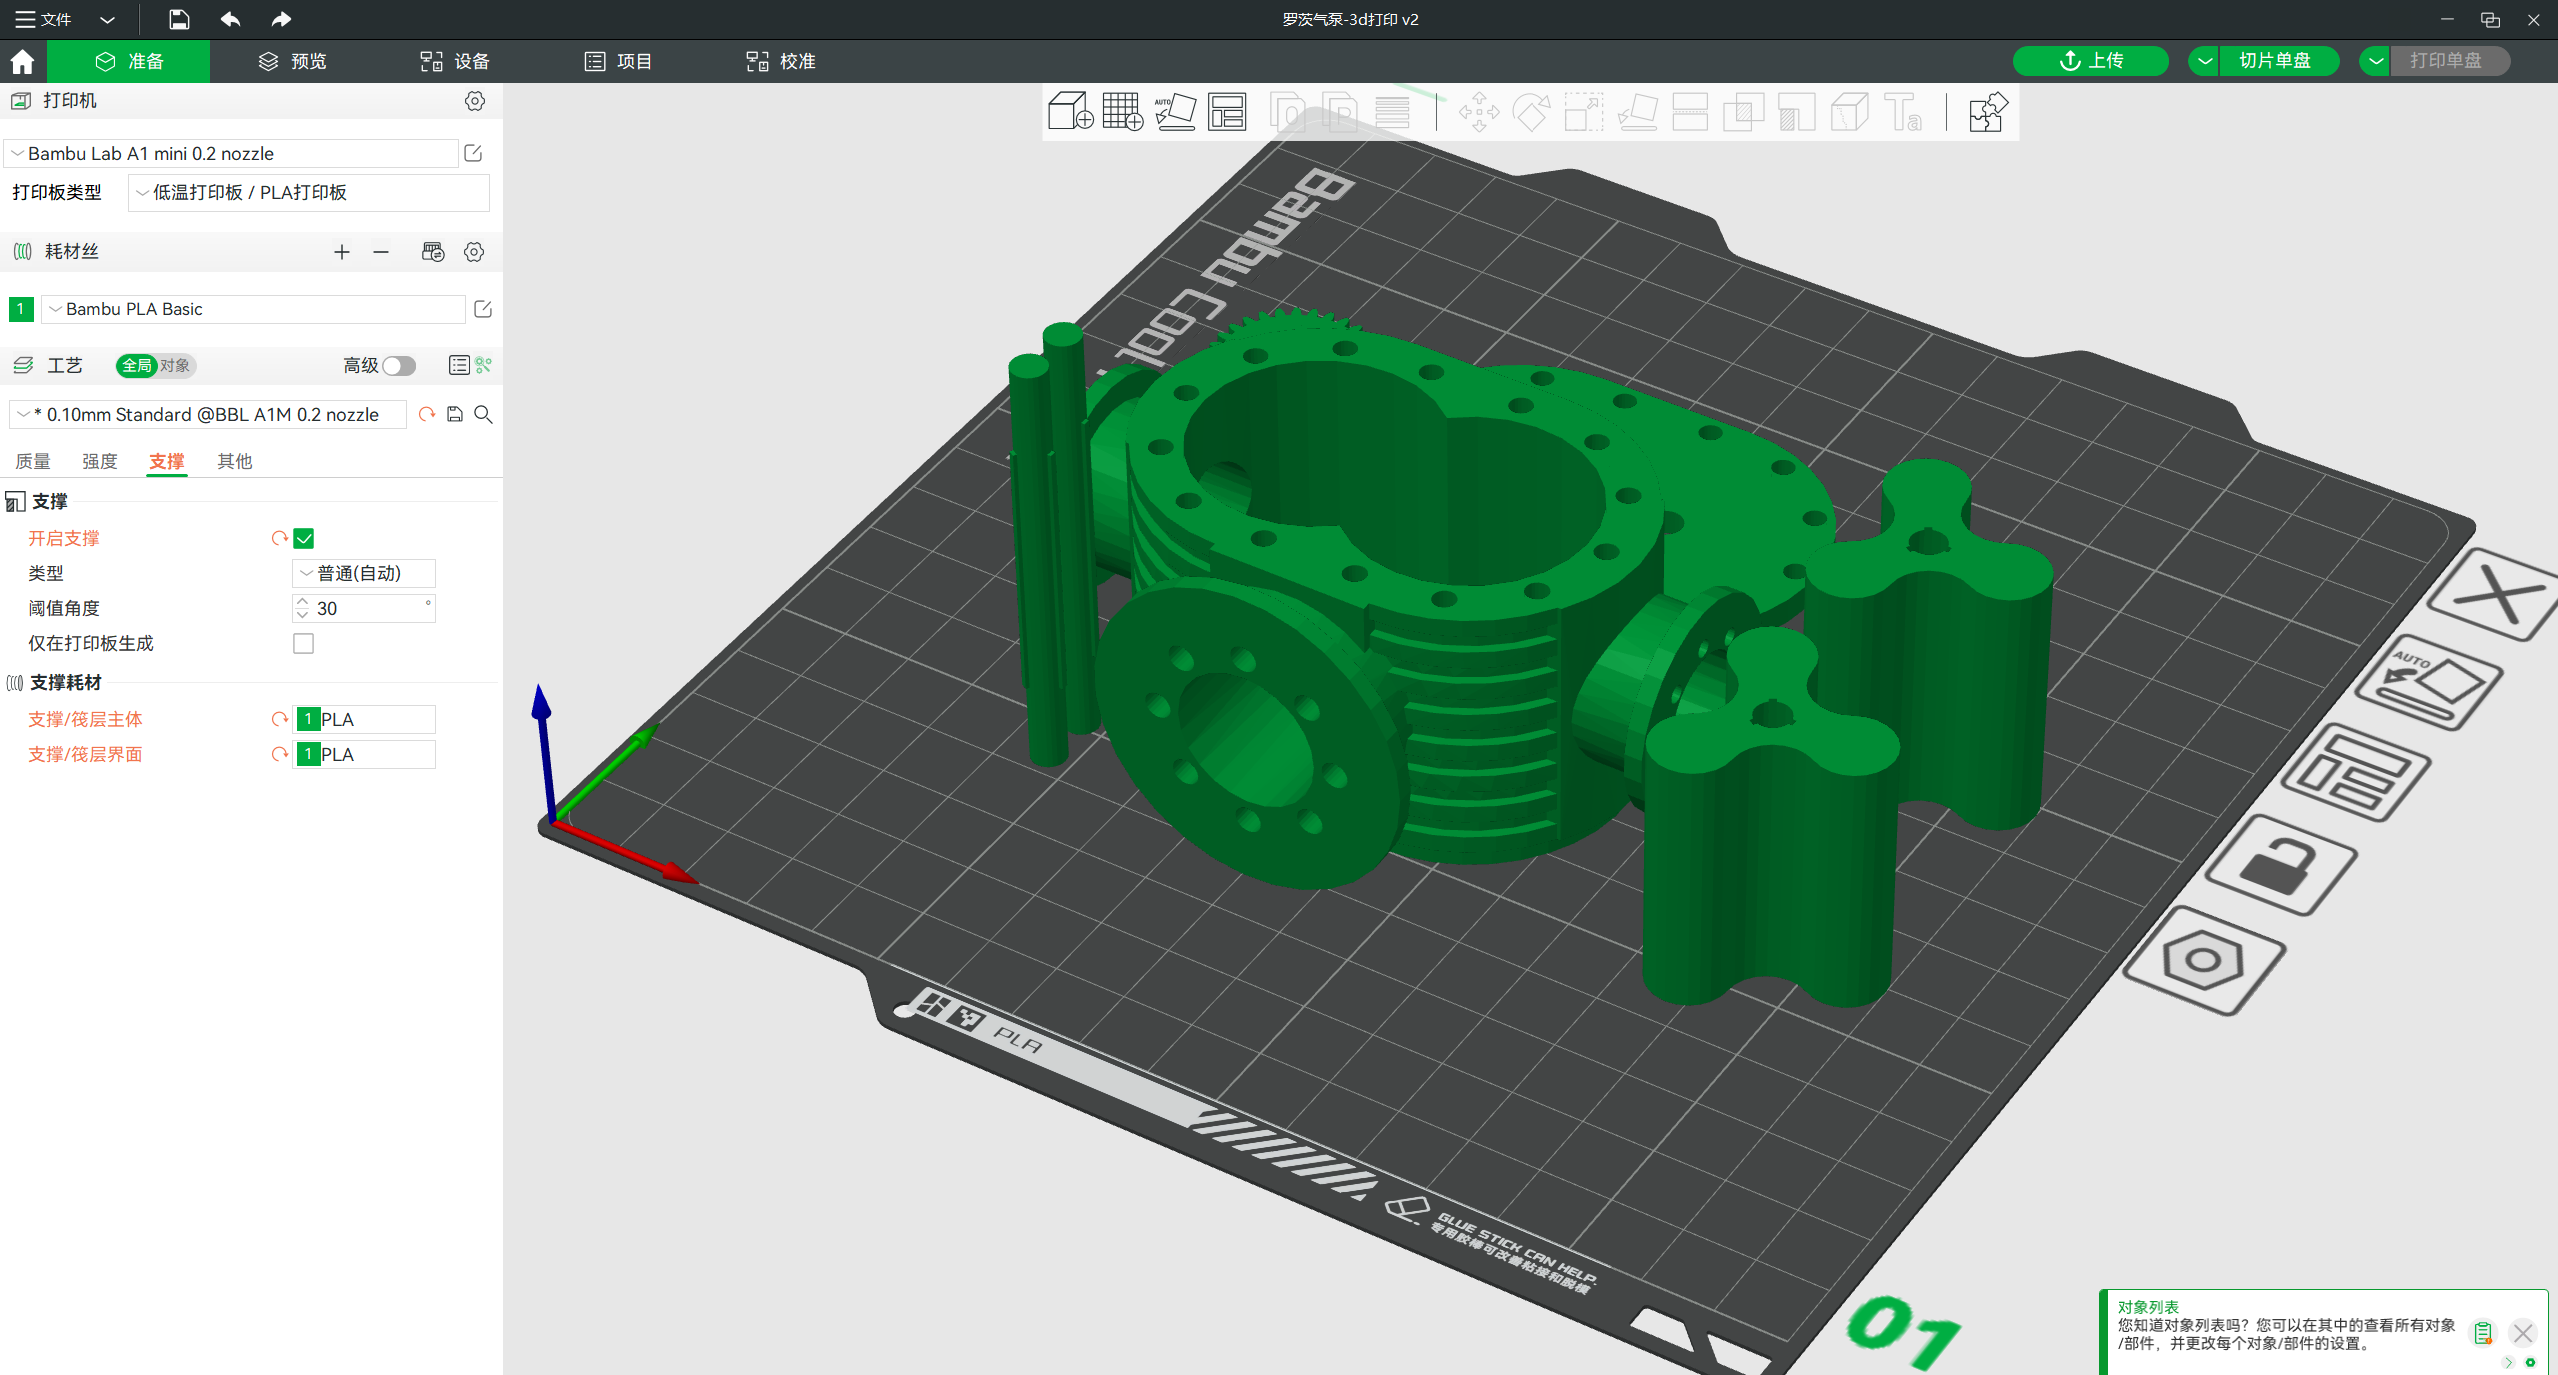 文件
罗茨气泵-3d打印 v2
准备
预览
设备
项目
校准
上传
切片单盘
打印单盘
打印机
Bambu Lab A1 mini 0.2 nozzle
打印板类型
低温打印板 / PLA打印板
耗材丝
1
Bambu PLA Basic
工艺
全局
对象
高级
* 0.10mm Standard @BBL A1M 0.2 nozzle
质量
强度
支撑
其他
支撑
开启支撑
类型
普通(自动)
阈值角度
30
°
仅在打印板生成
支撑耗材
支撑/筏层主体
1
PLA
支撑/筏层界面
1
PLA
AUTO
Ta
Bambu Cool
AUTO
PLA
GLUE STICK CAN HELP.
专用胶棒可改善粘接和脱模
01
对象列表
您知道对象列表吗？您可以在其中的查看所有对象
/部件，并更改每个对象/部件的设置。